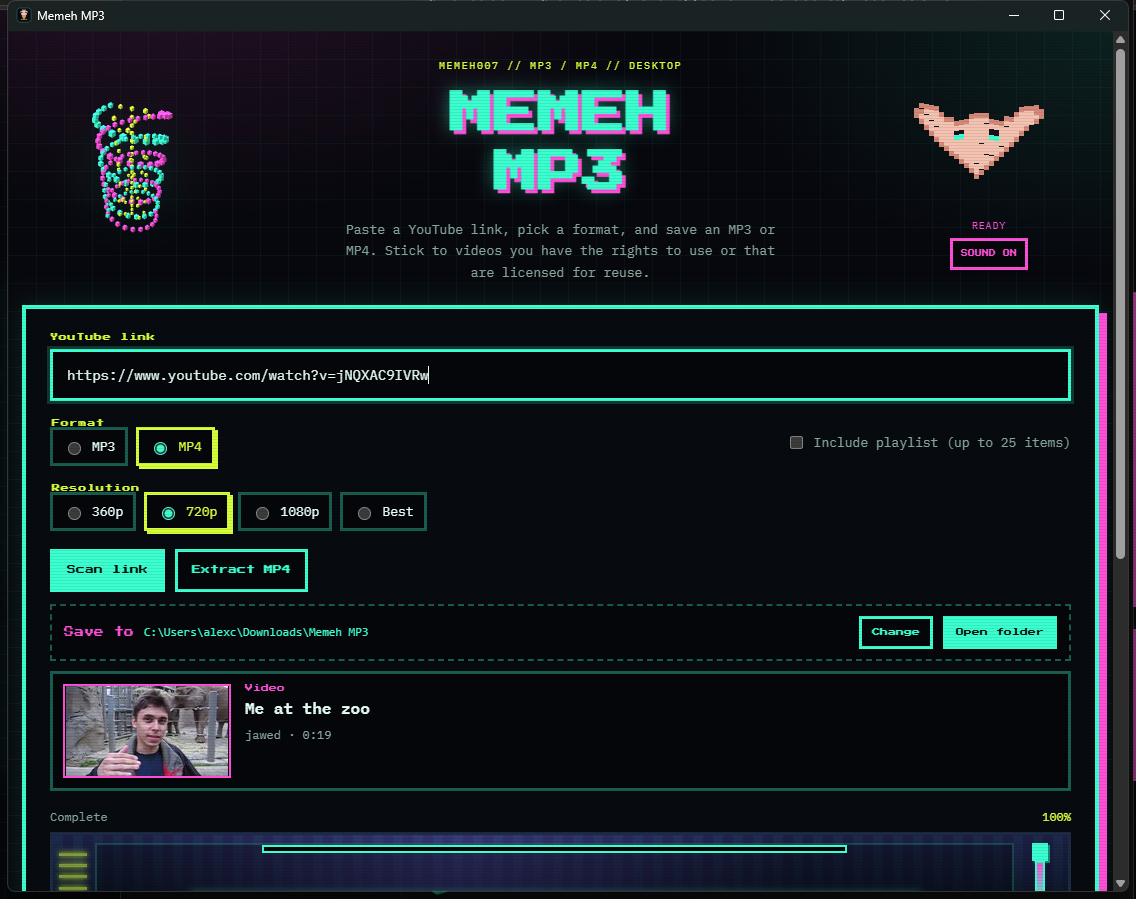 Memeh MP3
MEMEH007 // MP3 / MP4 // DESKTOP
MEMEH
MP3
Paste a YouTube link, pick a format, and save an MP3 or
MP4. Stick to videos you have the rights to use or that
are licensed for reuse.
READY
SOUND ON
YouTube link
https://www.youtube.com/watch?v=jNQXAC9IVRw
Format
MP3
MP4
Include playlist (up to 25 items)
Resolution
360p
720p
1080p
Best
Scan link
Extract MP4
Save to C:\Users\alexc\Downloads\Memeh MP3
Change
Open folder
Video
Me at the zoo
jawed · 0:19
Complete
100%